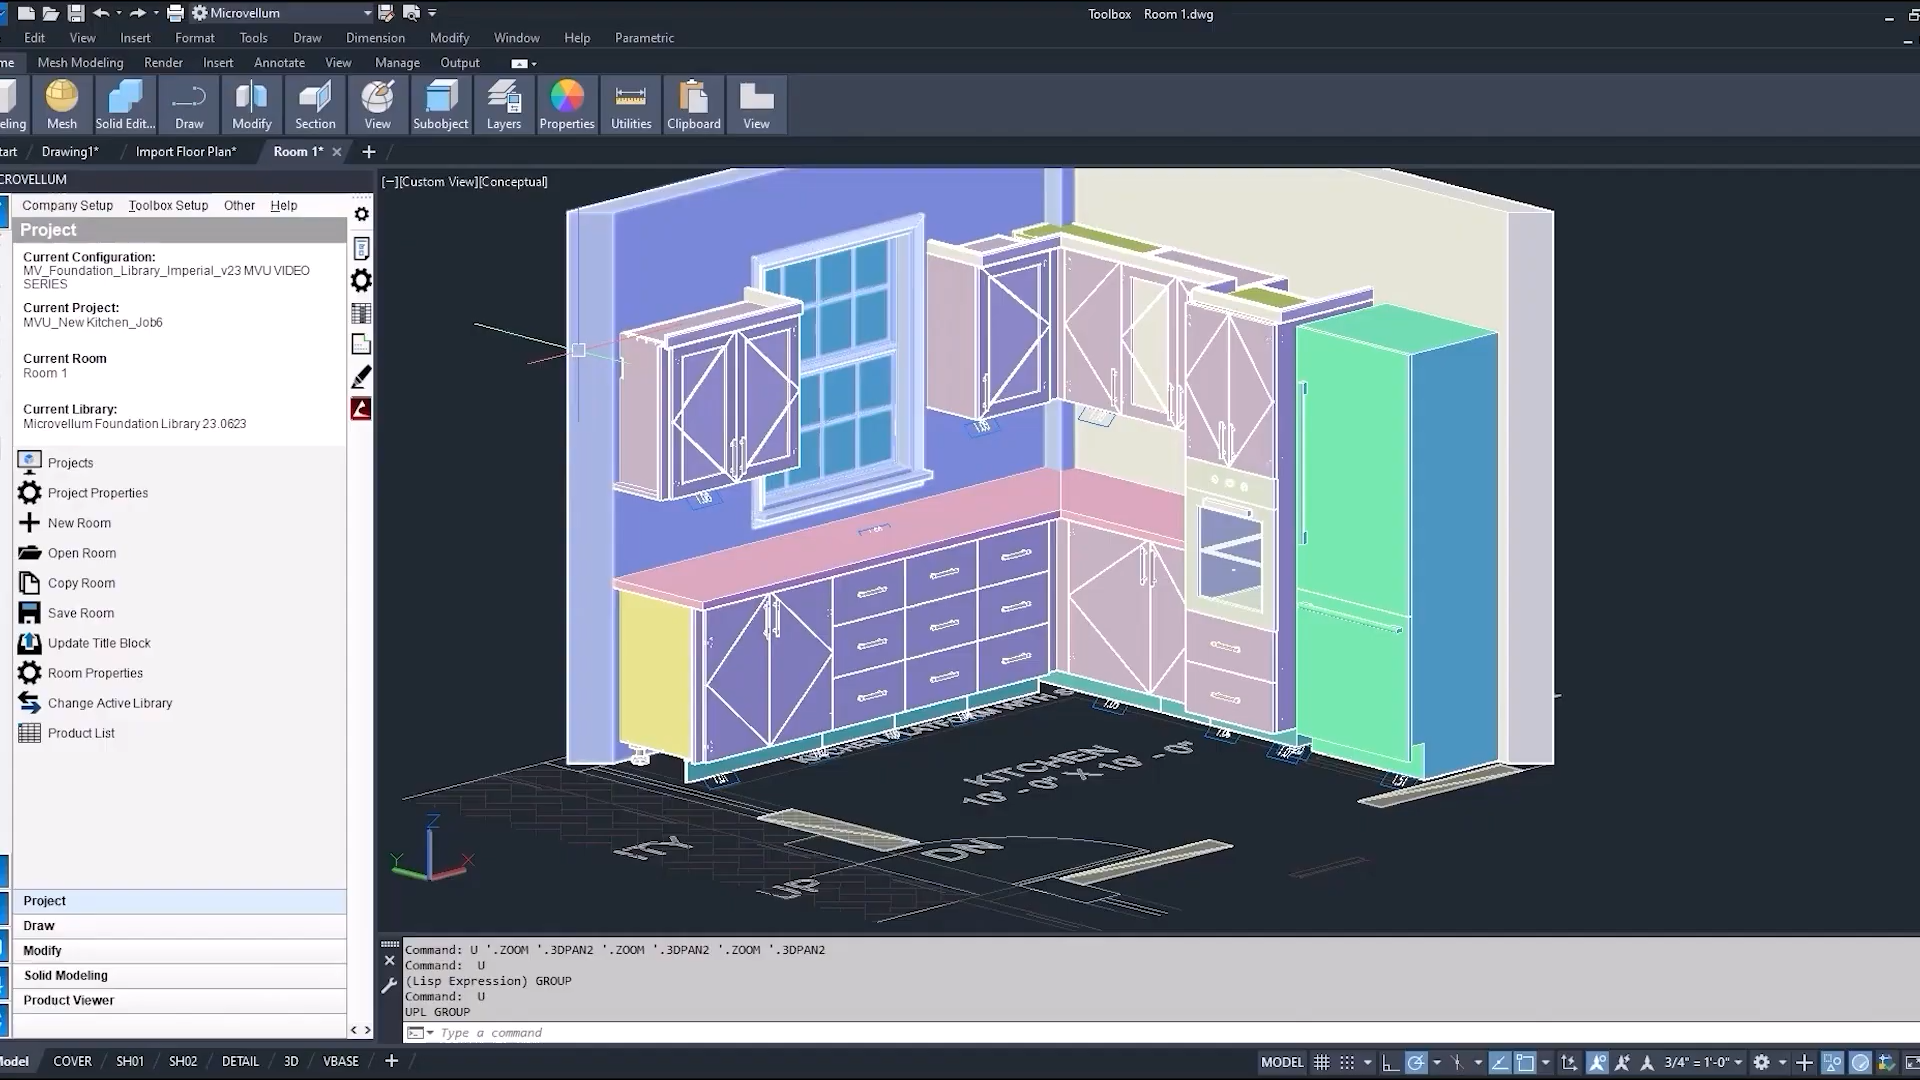 Microvellum
Toolbox Room 1.dwg
Edit View Insert Format Tools Draw Dimension Modify Window Help Parametric
me Mesh Modeling Render Insert Annotate View Manage Output
eling Mesh Solid Edit... Draw Modify Section View Subobject Layers Properties Utilities Clipboard View
tart Drawing1* Import Floor Plan* Room 1*
CROVELLUM
[−][Custom View][Conceptual]
Company Setup Toolbox Setup Other Help
Project
Current Configuration:
MV_Foundation_Library_Imperial_v23 MVU VIDEO
SERIES
Current Project:
MVU_New Kitchen_Job6
Current Room
Room 1
Current Library:
Microvellum Foundation Library 23.0623
Projects
Project Properties
New Room
Open Room
Copy Room
Save Room
Update Title Block
Room Properties
Change Active Library
Product List
KITCHEN
10' - 0" X 10' - 0"
DN
UP
Z
Y X
Project
Draw
Modify
Solid Modeling
Product Viewer
Command: U '.ZOOM '.3DPAN2 '.ZOOM '.3DPAN2 '.ZOOM '.3DPAN2
Command: U
(Lisp Expression) GROUP
Command: U
UPL GROUP
Type a command
Model COVER SH01 SH02 DETAIL 3D VBASE
MODEL 3/4" = 1'-0"